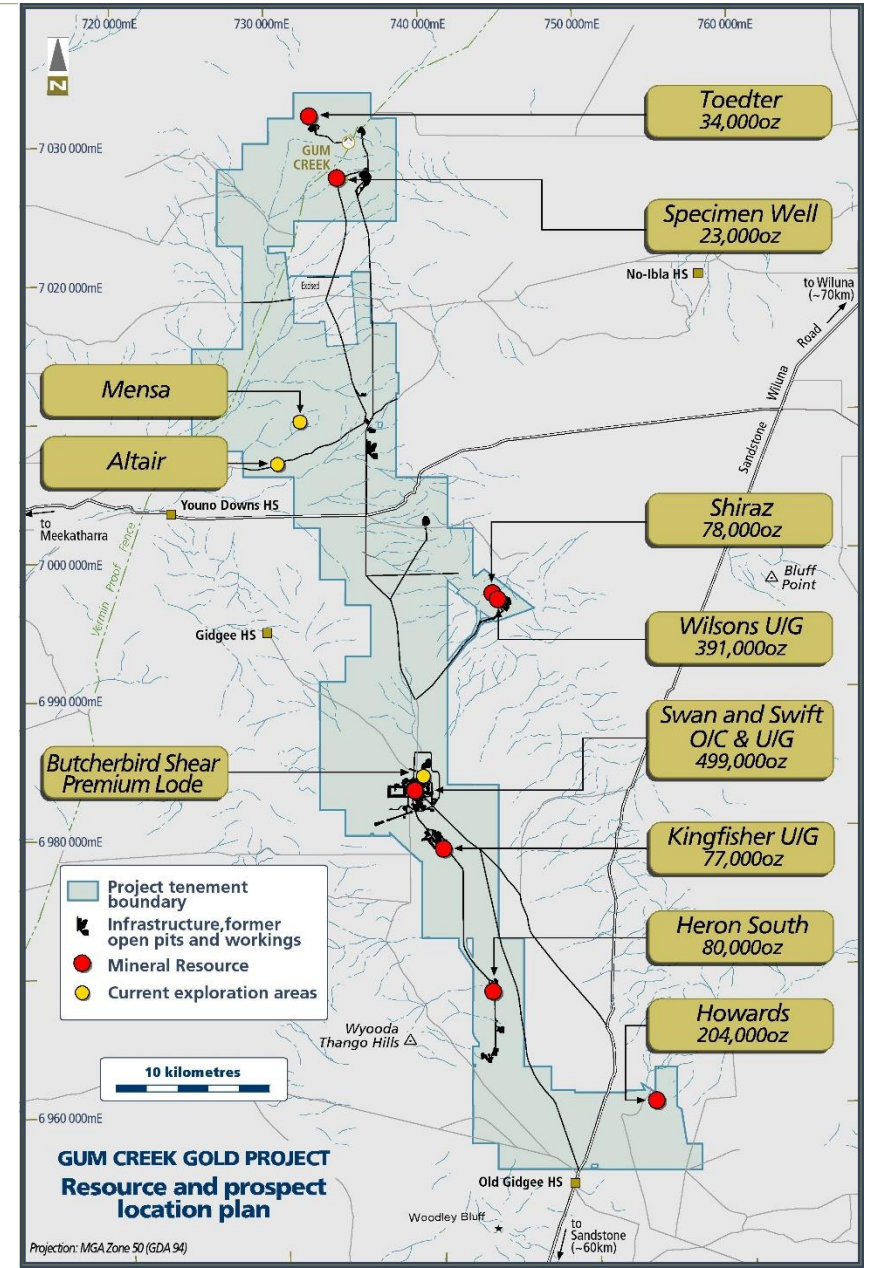 720 000mE
730 000mE
740 000mE
750 000mE
760 000mE
N
Toedter
34,000oz
7 030 000mE
GUM
CREEK
Specimen Well
23,000oz
No-Ibla HS
to Wiluna
(~70km)
7 020 000mE
Excised
Sandstone Wiluna Road
Mensa
Altair
Youno Downs HS
to
Meekatharra
Shiraz
78,000oz
Vermin Proof Fence
7 000 000mE
Bluff
Point
Wilsons U/G
391,000oz
Gidgee HS
6 990 000mE
Swan and Swift
O/C & U/G
499,000oz
Butcherbird Shear
Premium Lode
Kingfisher U/G
77,000oz
6 980 000mE
Project tenement
boundary
Infrastructure,former
open pits and workings
Mineral Resource
Current exploration areas
Heron South
80,000oz
Howards
204,000oz
Wyooda
Thango Hills
10 kilometres
6 960 000mE
GUM CREEK GOLD PROJECT
Resource and prospect
location plan
Old Gidgee HS
Woodley Bluff
to
Sandstone
(~60km)
Projection: MGA Zone 50 (GDA 94)